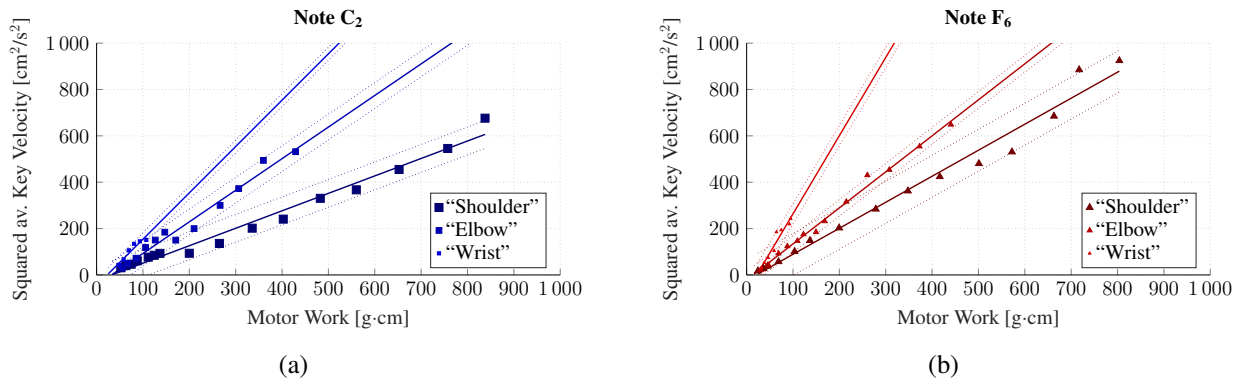 Note C₂
Squared av. Key Velocity [cm²/s²]
1 000
800
600
400
200
0
0 100 200 300 400 500 600 700 800 900 1 000
Motor Work [g·cm]
“Shoulder”
“Elbow”
“Wrist”
(a)
Note F₆
Squared av. Key Velocity [cm²/s²]
1 000
800
600
400
200
0
0 100 200 300 400 500 600 700 800 900 1 000
Motor Work [g·cm]
“Shoulder”
“Elbow”
“Wrist”
(b)